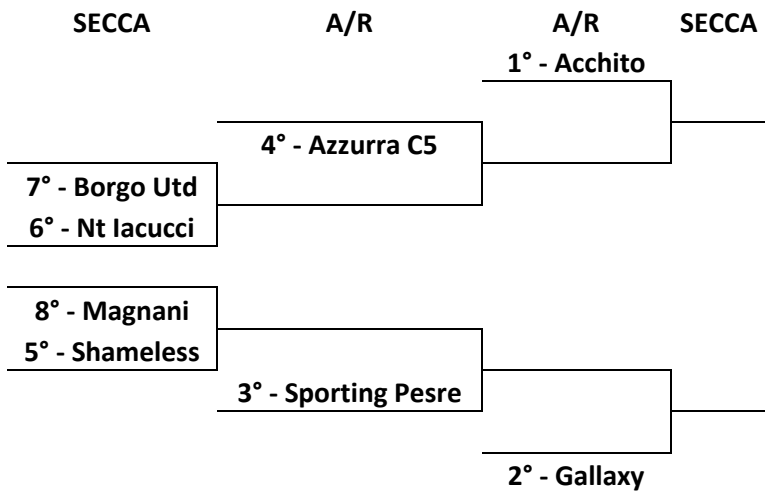 SECCA A/R A/R SECCA
1° - Acchito
4° - Azzurra C5
7° - Borgo Utd
6° - Nt Iacucci
8° - Magnani
5° - Shameless
3° - Sporting Pesre
2° - Gallaxy